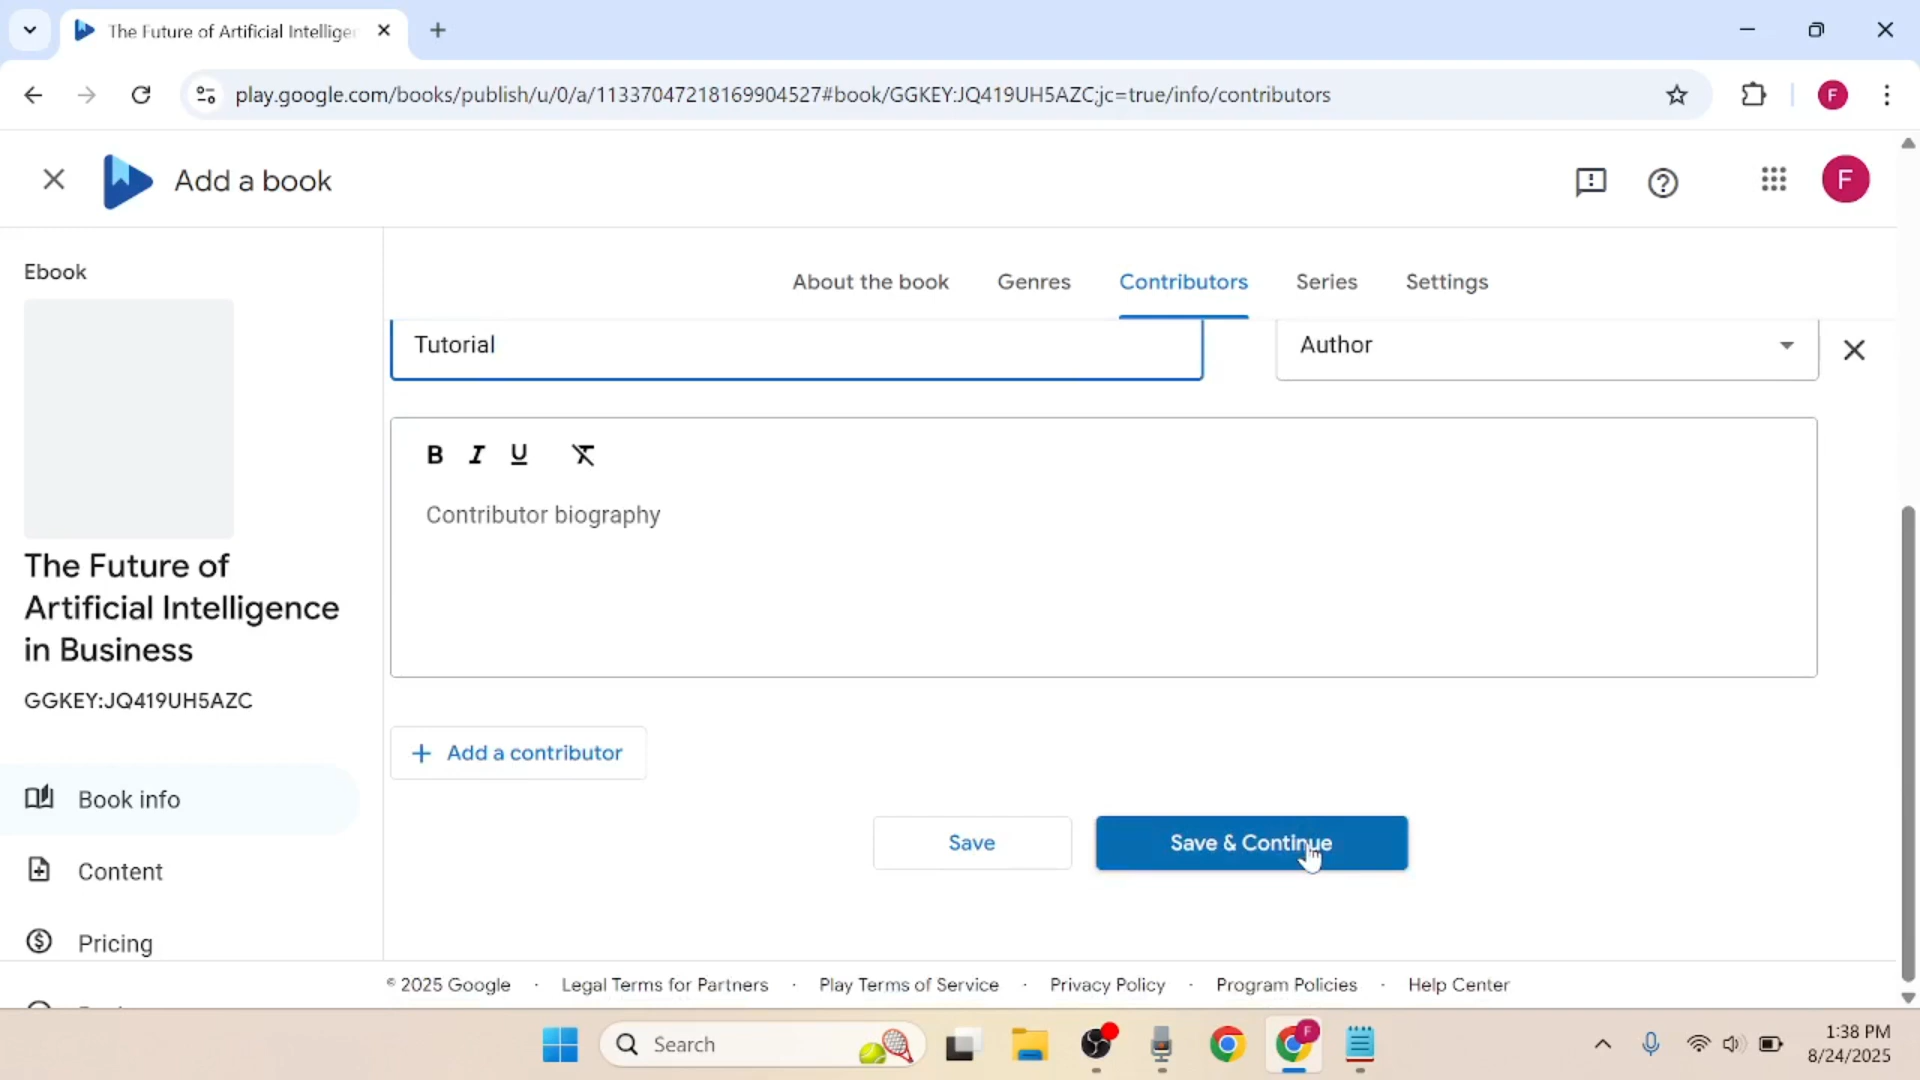 The Future of Artificial Intelliger
play.google.com/books/publish/u/0/a/11337047218169904527#book/GGKEY:JQ419UH5AZC;jc=true/info/contributors
F
Add a book
F
Ebook
About the book
Genres
Contributors
Series
Settings
Tutorial
Author
B I U
Contributor biography
The Future of
Artificial Intelligence
in Business
GGKEY:JQ419UH5AZC
+ Add a contributor
Book info
Save
Save & Continue
Content
Pricing
© 2025 Google · Legal Terms for Partners · Play Terms of Service · Privacy Policy · Program Policies · Help Center
Search
F
1:38 PM
8/24/2025